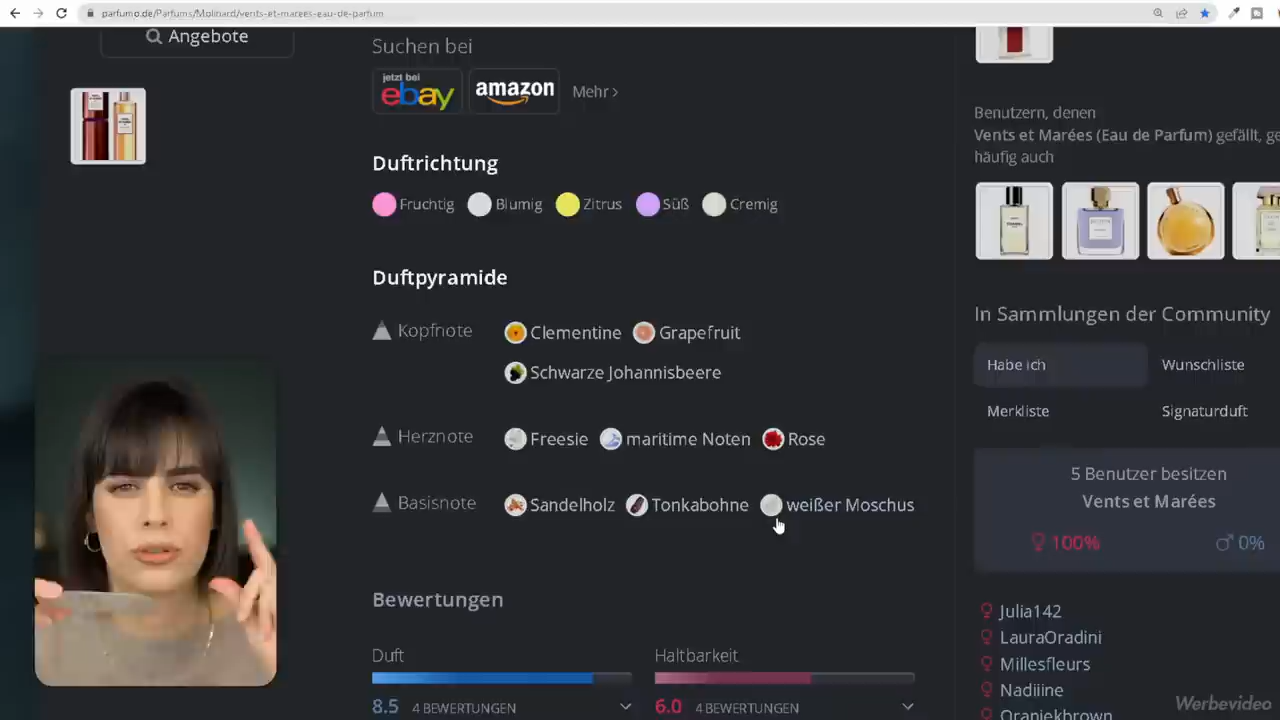 parfumo.de/Parfums/Molinard/vents-et-marees-eau-de-parfum
Angebote
Suchen bei
jetzt bei
ebay
amazon
Mehr ›
Duftrichtung
Fruchtig Blumig Zitrus Süß Cremig
Duftpyramide
Kopfnote Clementine Grapefruit
Schwarze Johannisbeere
Herznote Freesie maritime Noten Rose
Basisnote Sandelholz Tonkabohne weißer Moschus
Bewertungen
Duft Haltbarkeit
8.5 4 BEWERTUNGEN 6.0 4 BEWERTUNGEN
Benutzern, denen
Vents et Marées (Eau de Parfum) gefällt, ge
häufig auch
In Sammlungen der Community
Habe ich Wunschliste
Merkliste Signaturduft
5 Benutzer besitzen
Vents et Marées
♀ 100% ♂ 0%
♀ Julia142
♀ LauraOradini
♀ Millesfleurs
♀ Nadiiine
♀ Oraniekbrown
Werbevideo